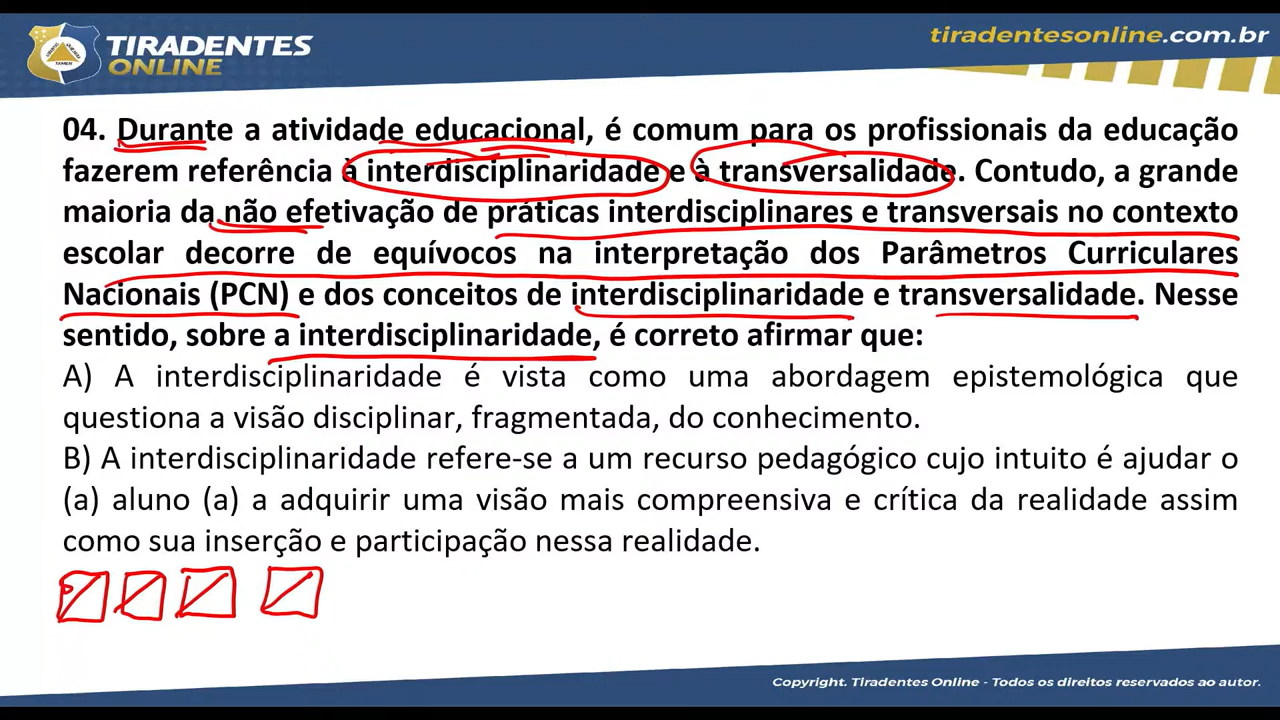 TIRADENTES
ONLINE
tiradentesonline.com.br
04. Durante a atividade educacional, é comum para os profissionais da educação
fazerem referência à interdisciplinaridade e à transversalidade. Contudo, a grande
maioria da não efetivação de práticas interdisciplinares e transversais no contexto
escolar decorre de equívocos na interpretação dos Parâmetros Curriculares
Nacionais (PCN) e dos conceitos de interdisciplinaridade e transversalidade. Nesse
sentido, sobre a interdisciplinaridade, é correto afirmar que:
A) A interdisciplinaridade é vista como uma abordagem epistemológica que
questiona a visão disciplinar, fragmentada, do conhecimento.
B) A interdisciplinaridade refere-se a um recurso pedagógico cujo intuito é ajudar o
(a) aluno (a) a adquirir uma visão mais compreensiva e crítica da realidade assim
como sua inserção e participação nessa realidade.
Copyright. Tiradentes Online - Todos os direitos reservados ao autor.